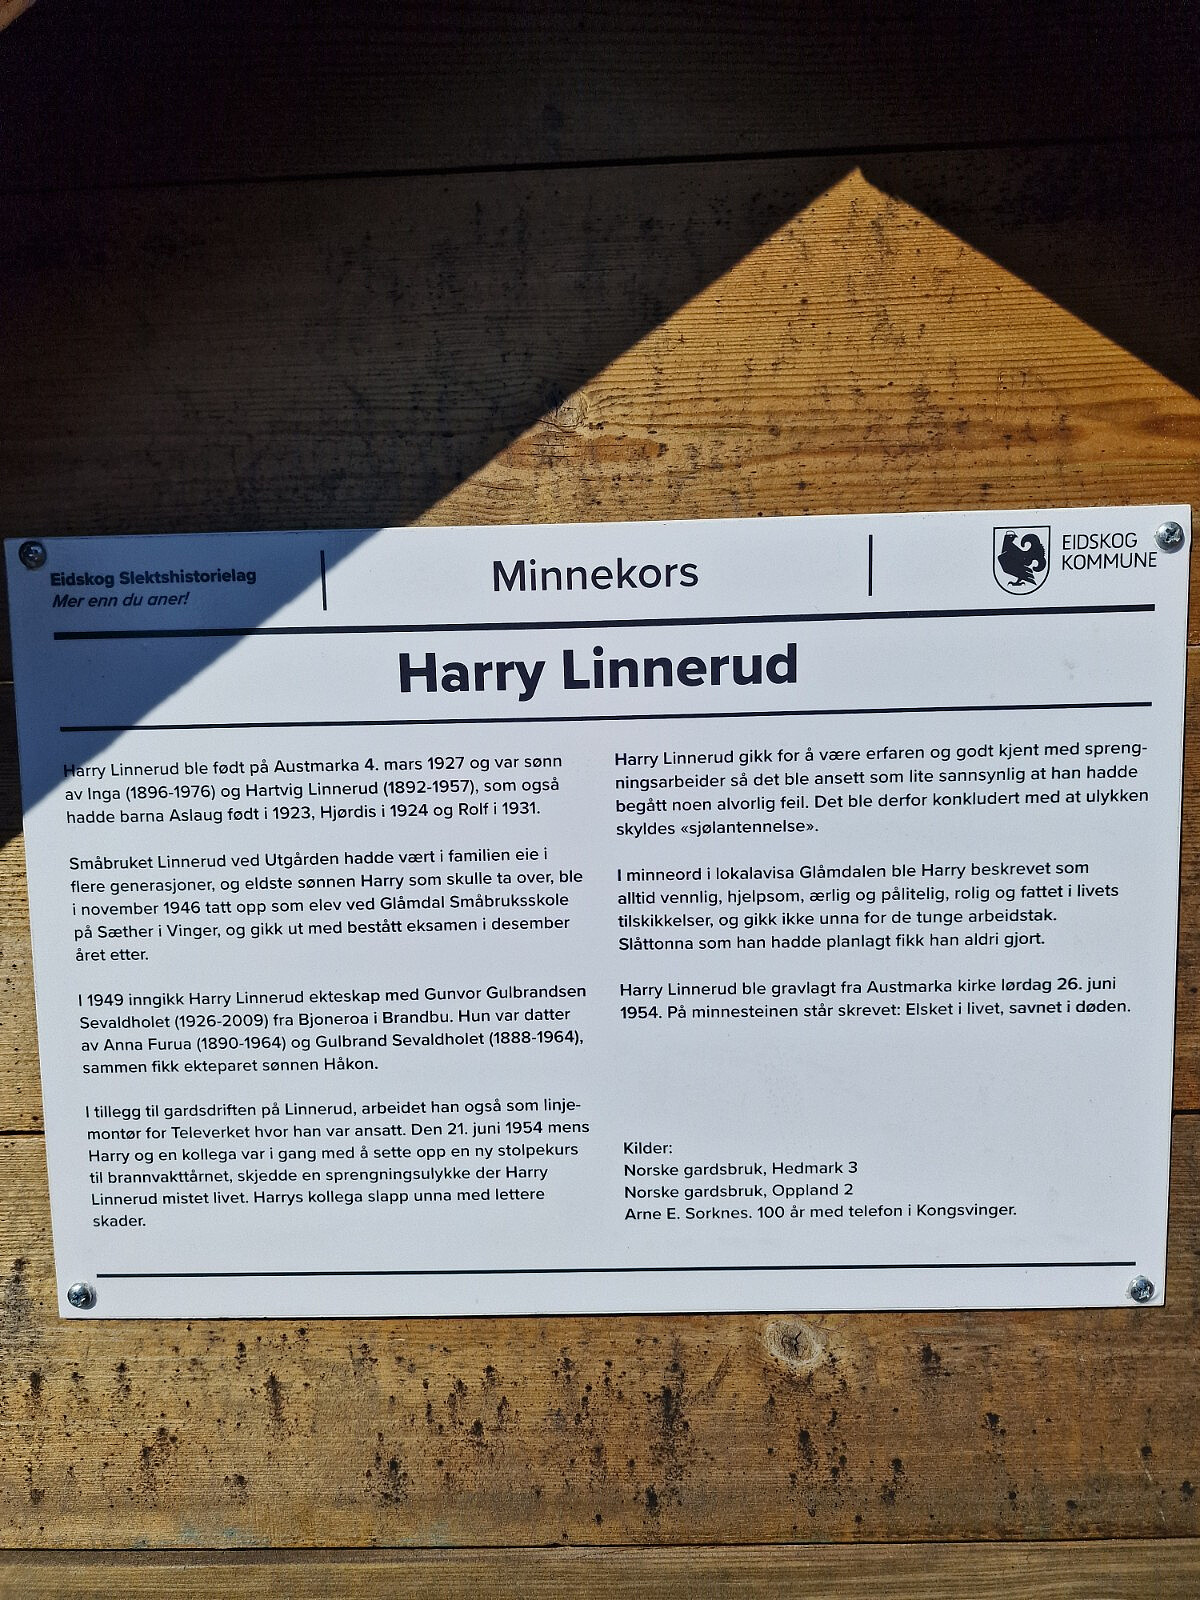 Eidskog Slektshistorielag
Mer enn du aner!
Minnekors
EIDSKOG
KOMMUNE
Harry Linnerud
Harry Linnerud ble født på Austmarka 4. mars 1927 og var sønn
av Inga (1896-1976) og Hartvig Linnerud (1892-1957), som også
hadde barna Aslaug født i 1923, Hjørdis i 1924 og Rolf i 1931.
Småbruket Linnerud ved Utgården hadde vært i familien eie i
flere generasjoner, og eldste sønnen Harry som skulle ta over, ble
i november 1946 tatt opp som elev ved Glåmdal Småbruksskole
på Sæther i Vinger, og gikk ut med bestått eksamen i desember
året etter.
I 1949 inngikk Harry Linnerud ekteskap med Gunvor Gulbrandsen
Sevaldholet (1926-2009) fra Bjoneroa i Brandbu. Hun var datter
av Anna Furua (1890-1964) og Gulbrand Sevaldholet (1888-1964),
sammen fikk ekteparet sønnen Håkon.
I tillegg til gardsdriften på Linnerud, arbeidet han også som linje-
montør for Televerket hvor han var ansatt. Den 21. juni 1954 mens
Harry og en kollega var i gang med å sette opp en ny stolpekurs
til brannvakttårnet, skjedde en sprengningsulykke der Harry
Linnerud mistet livet. Harrys kollega slapp unna med lettere
skader.
Harry Linnerud gikk for å være erfaren og godt kjent med spreng-
ningsarbeider så det ble ansett som lite sannsynlig at han hadde
begått noen alvorlig feil. Det ble derfor konkludert med at ulykken
skyldes «sjølantennelse».
I minneord i lokalavisa Glåmdalen ble Harry beskrevet som
alltid vennlig, hjelpsom, ærlig og pålitelig, rolig og fattet i livets
tilskikkelser, og gikk ikke unna for de tunge arbeidstak.
Slåttonna som han hadde planlagt fikk han aldri gjort.
Harry Linnerud ble gravlagt fra Austmarka kirke lørdag 26. juni
1954. På minnesteinen står skrevet: Elsket i livet, savnet i døden.
Kilder:
Norske gardsbruk, Hedmark 3
Norske gardsbruk, Oppland 2
Arne E. Sorknes. 100 år med telefon i Kongsvinger.